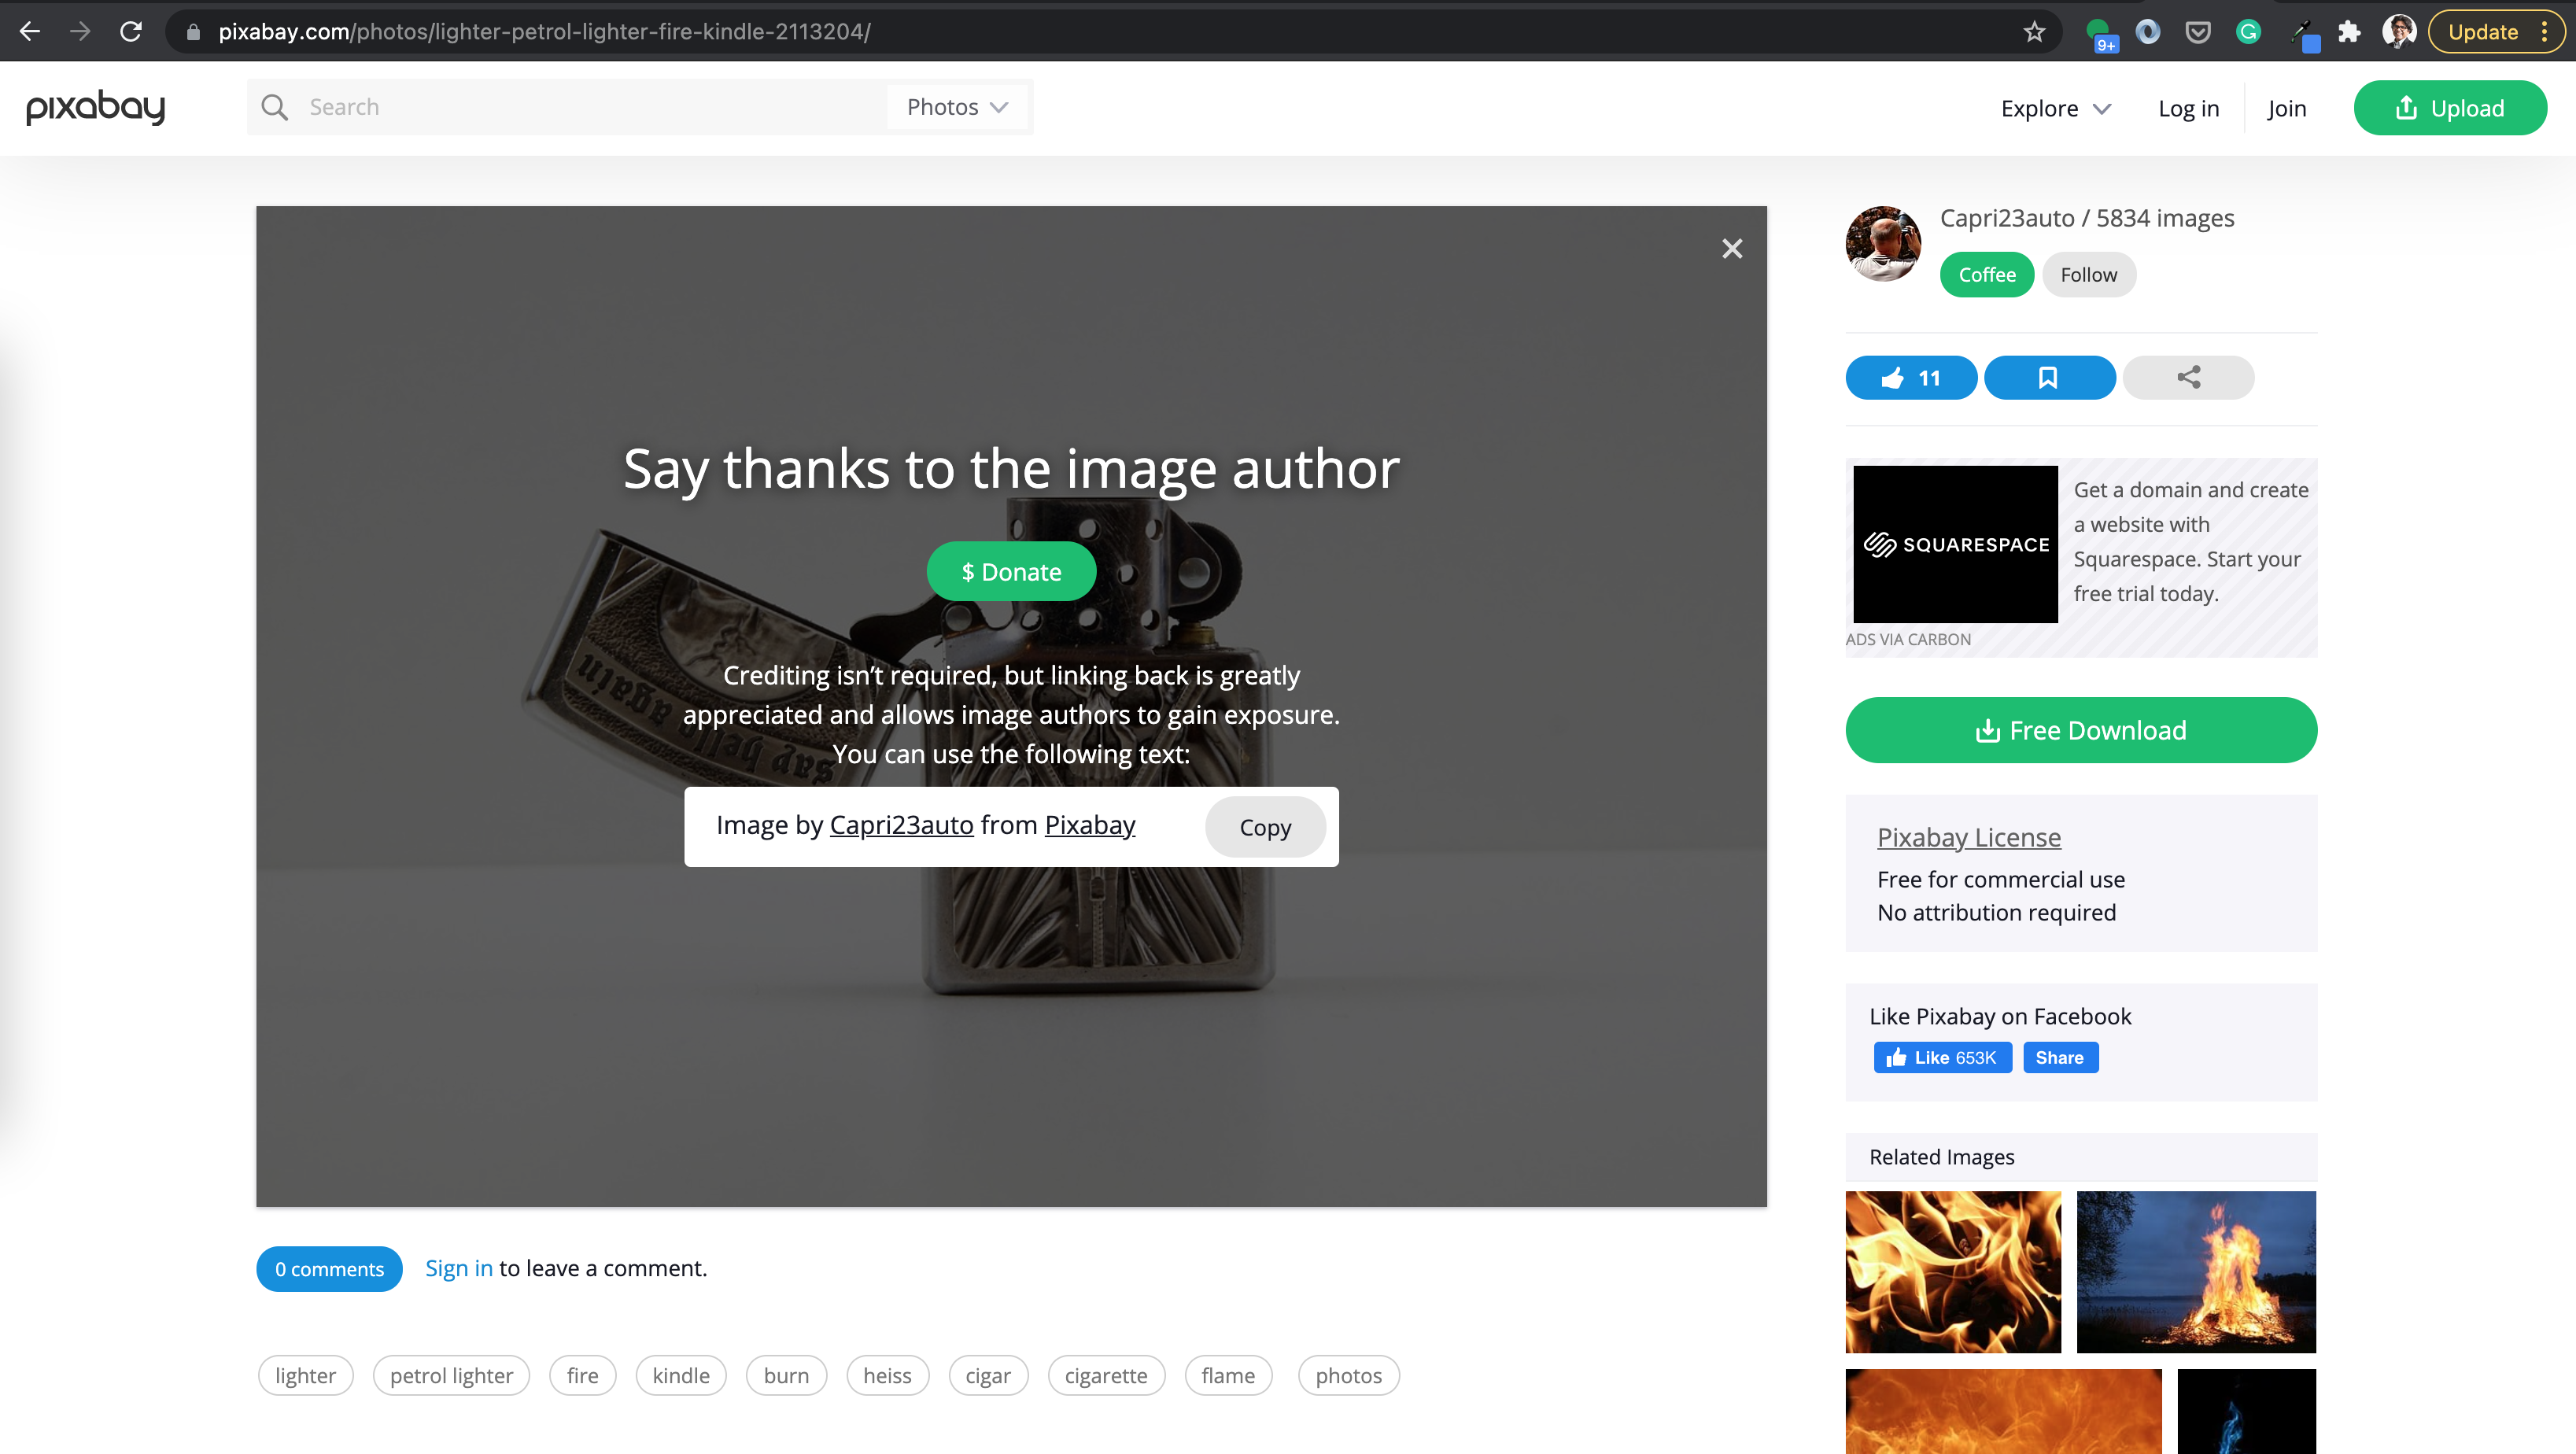 pixabay.com/photos/lighter-petrol-lighter-fire-kindle-2113204/
9+
Update
pixabay
Search
Photos
Explore
Log in
Join
Upload
Say thanks to the image author
$ Donate
Crediting isn’t required, but linking back is greatly
appreciated and allows image authors to gain exposure.
You can use the following text:
Image by Capri23auto from Pixabay
Copy
say hello again
0 comments
Sign in to leave a comment.
lighter
petrol lighter
fire
kindle
burn
heiss
cigar
cigarette
flame
photos
Capri23auto / 5834 images
Coffee
Follow
11
SQUARESPACE
Get a domain and create
a website with
Squarespace. Start your
free trial today.
ADS VIA CARBON
Free Download
Pixabay License
Free for commercial use
No attribution required
Like Pixabay on Facebook
Like 653K
Share
Related Images